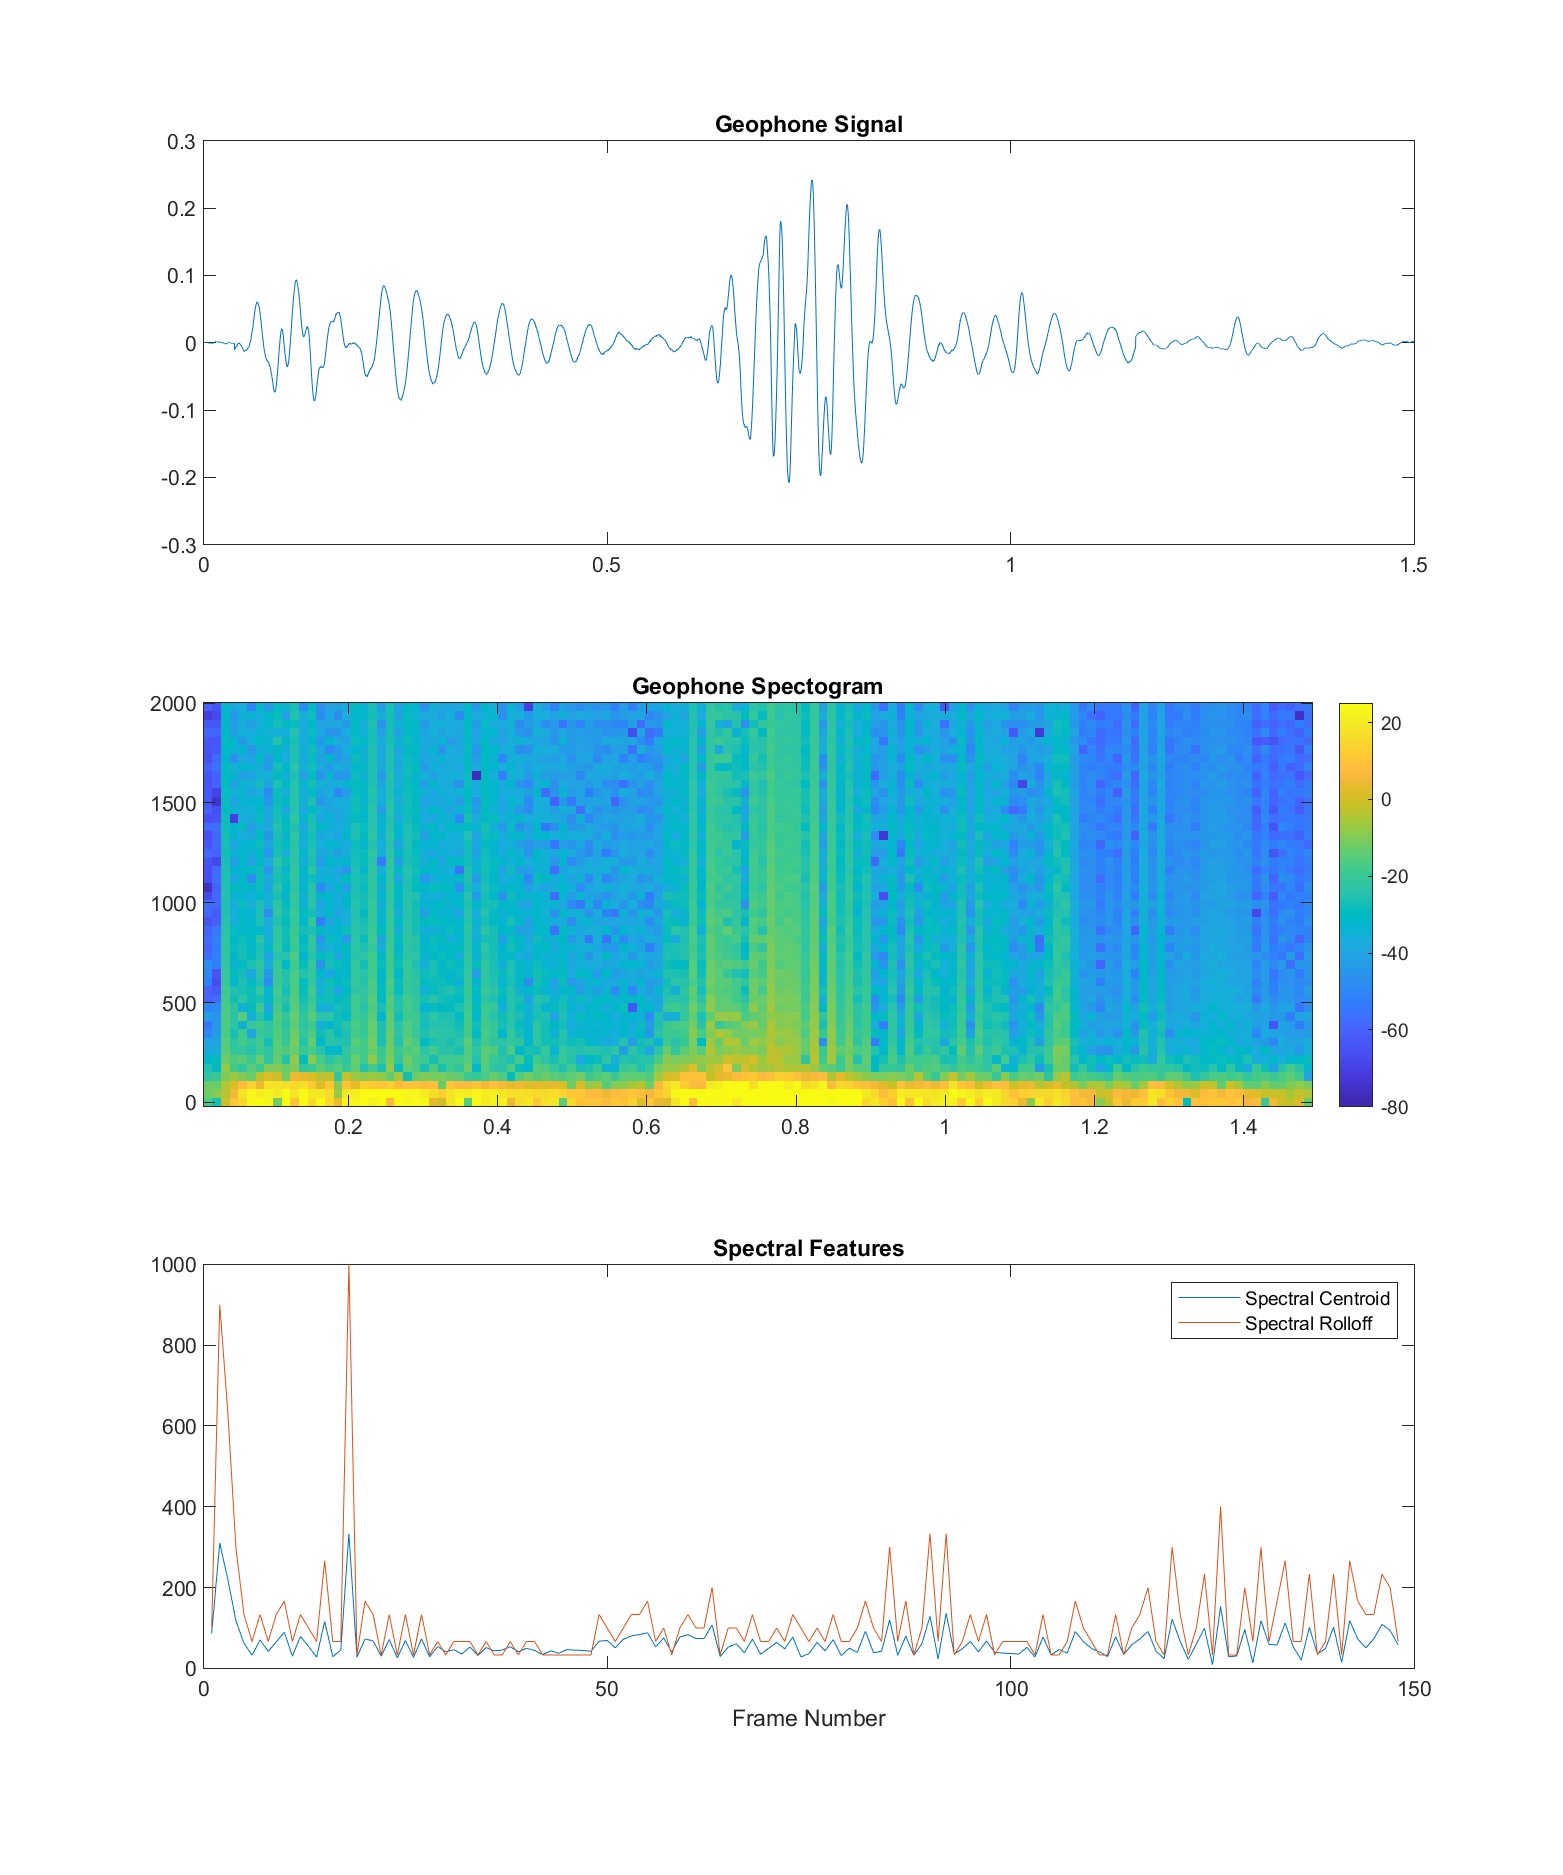 Geophone Signal
0.3
0.2
0.1
0
-0.1
-0.2
-0.3
0 0.5 1 1.5
Geophone Spectogram
2000
1500
1000
500
0
0.2 0.4 0.6 0.8 1 1.2 1.4
20
0
-20
-40
-60
-80
Spectral Features
1000
800
600
400
200
0
Spectral Centroid
Spectral Rolloff
0 50 100 150
Frame Number